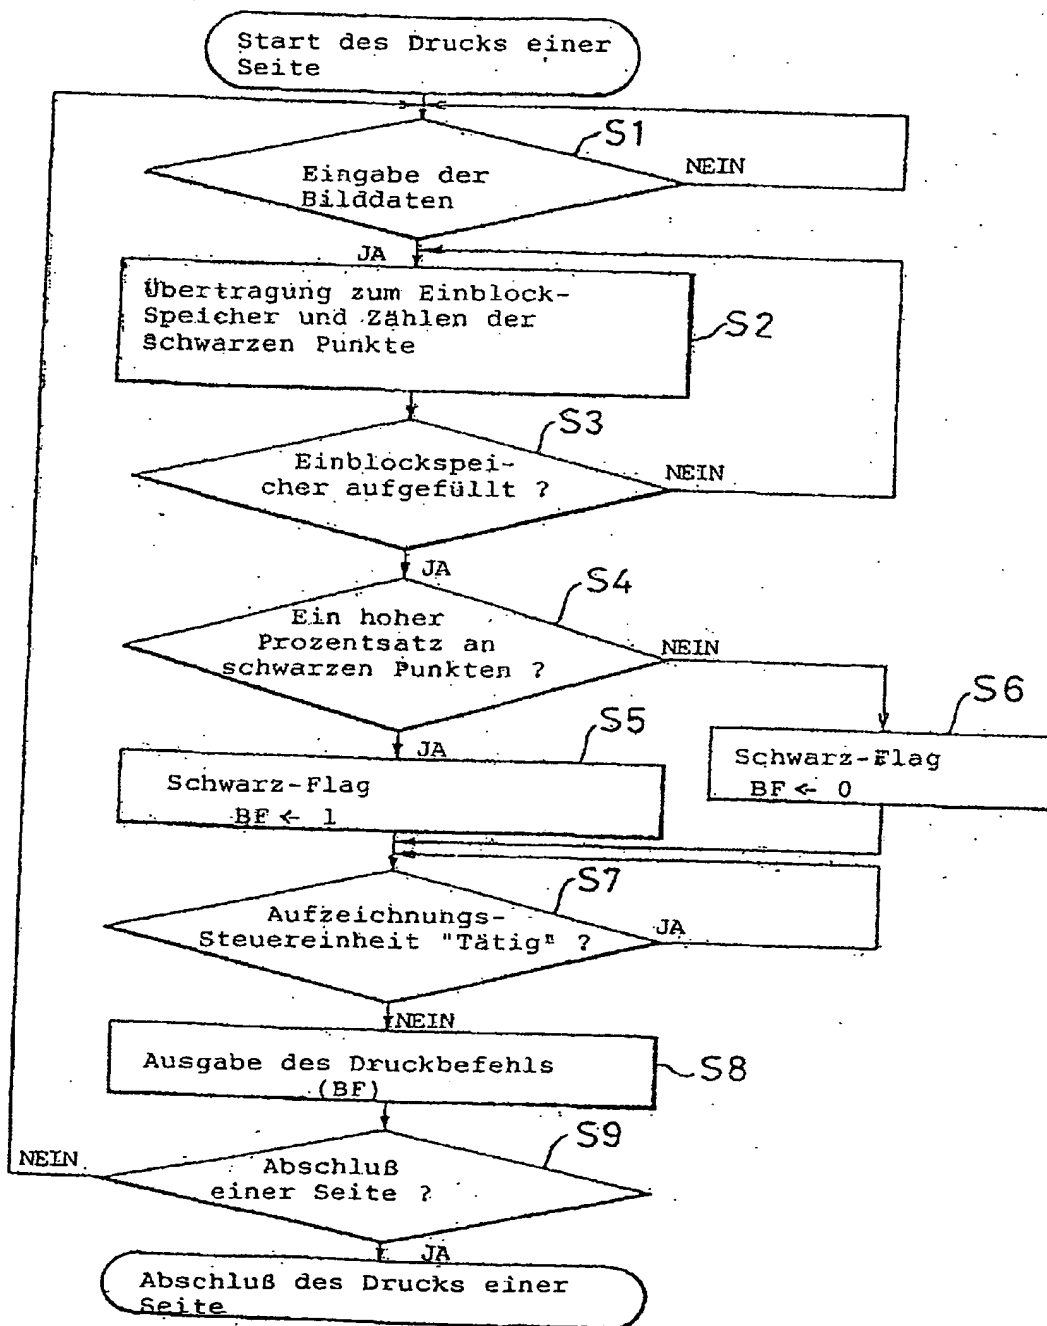 Start des Drucks einer
Seite
S1
Eingabe der
Bilddaten
NEIN
JA
Übertragung zum Einblock-
Speicher und Zählen der
Schwarzen Punkte
S2
S3
Einblockspei-
cher aufgefüllt ?
NEIN
JA
S4
Ein hoher
Prozentsatz an
schwarzen Punkten ?
NEIN
JA
S5
Schwarz-Flag
BF ← 1
S6
Schwarz-Flag
BF ← 0
S7
Aufzeichnungs-
Steuereinheit "Tätig" ?
JA
NEIN
Ausgabe des Druckbefehls
(BF)
S8
S9
Abschluß
einer Seite ?
NEIN
JA
Abschluß des Drucks einer
Seite